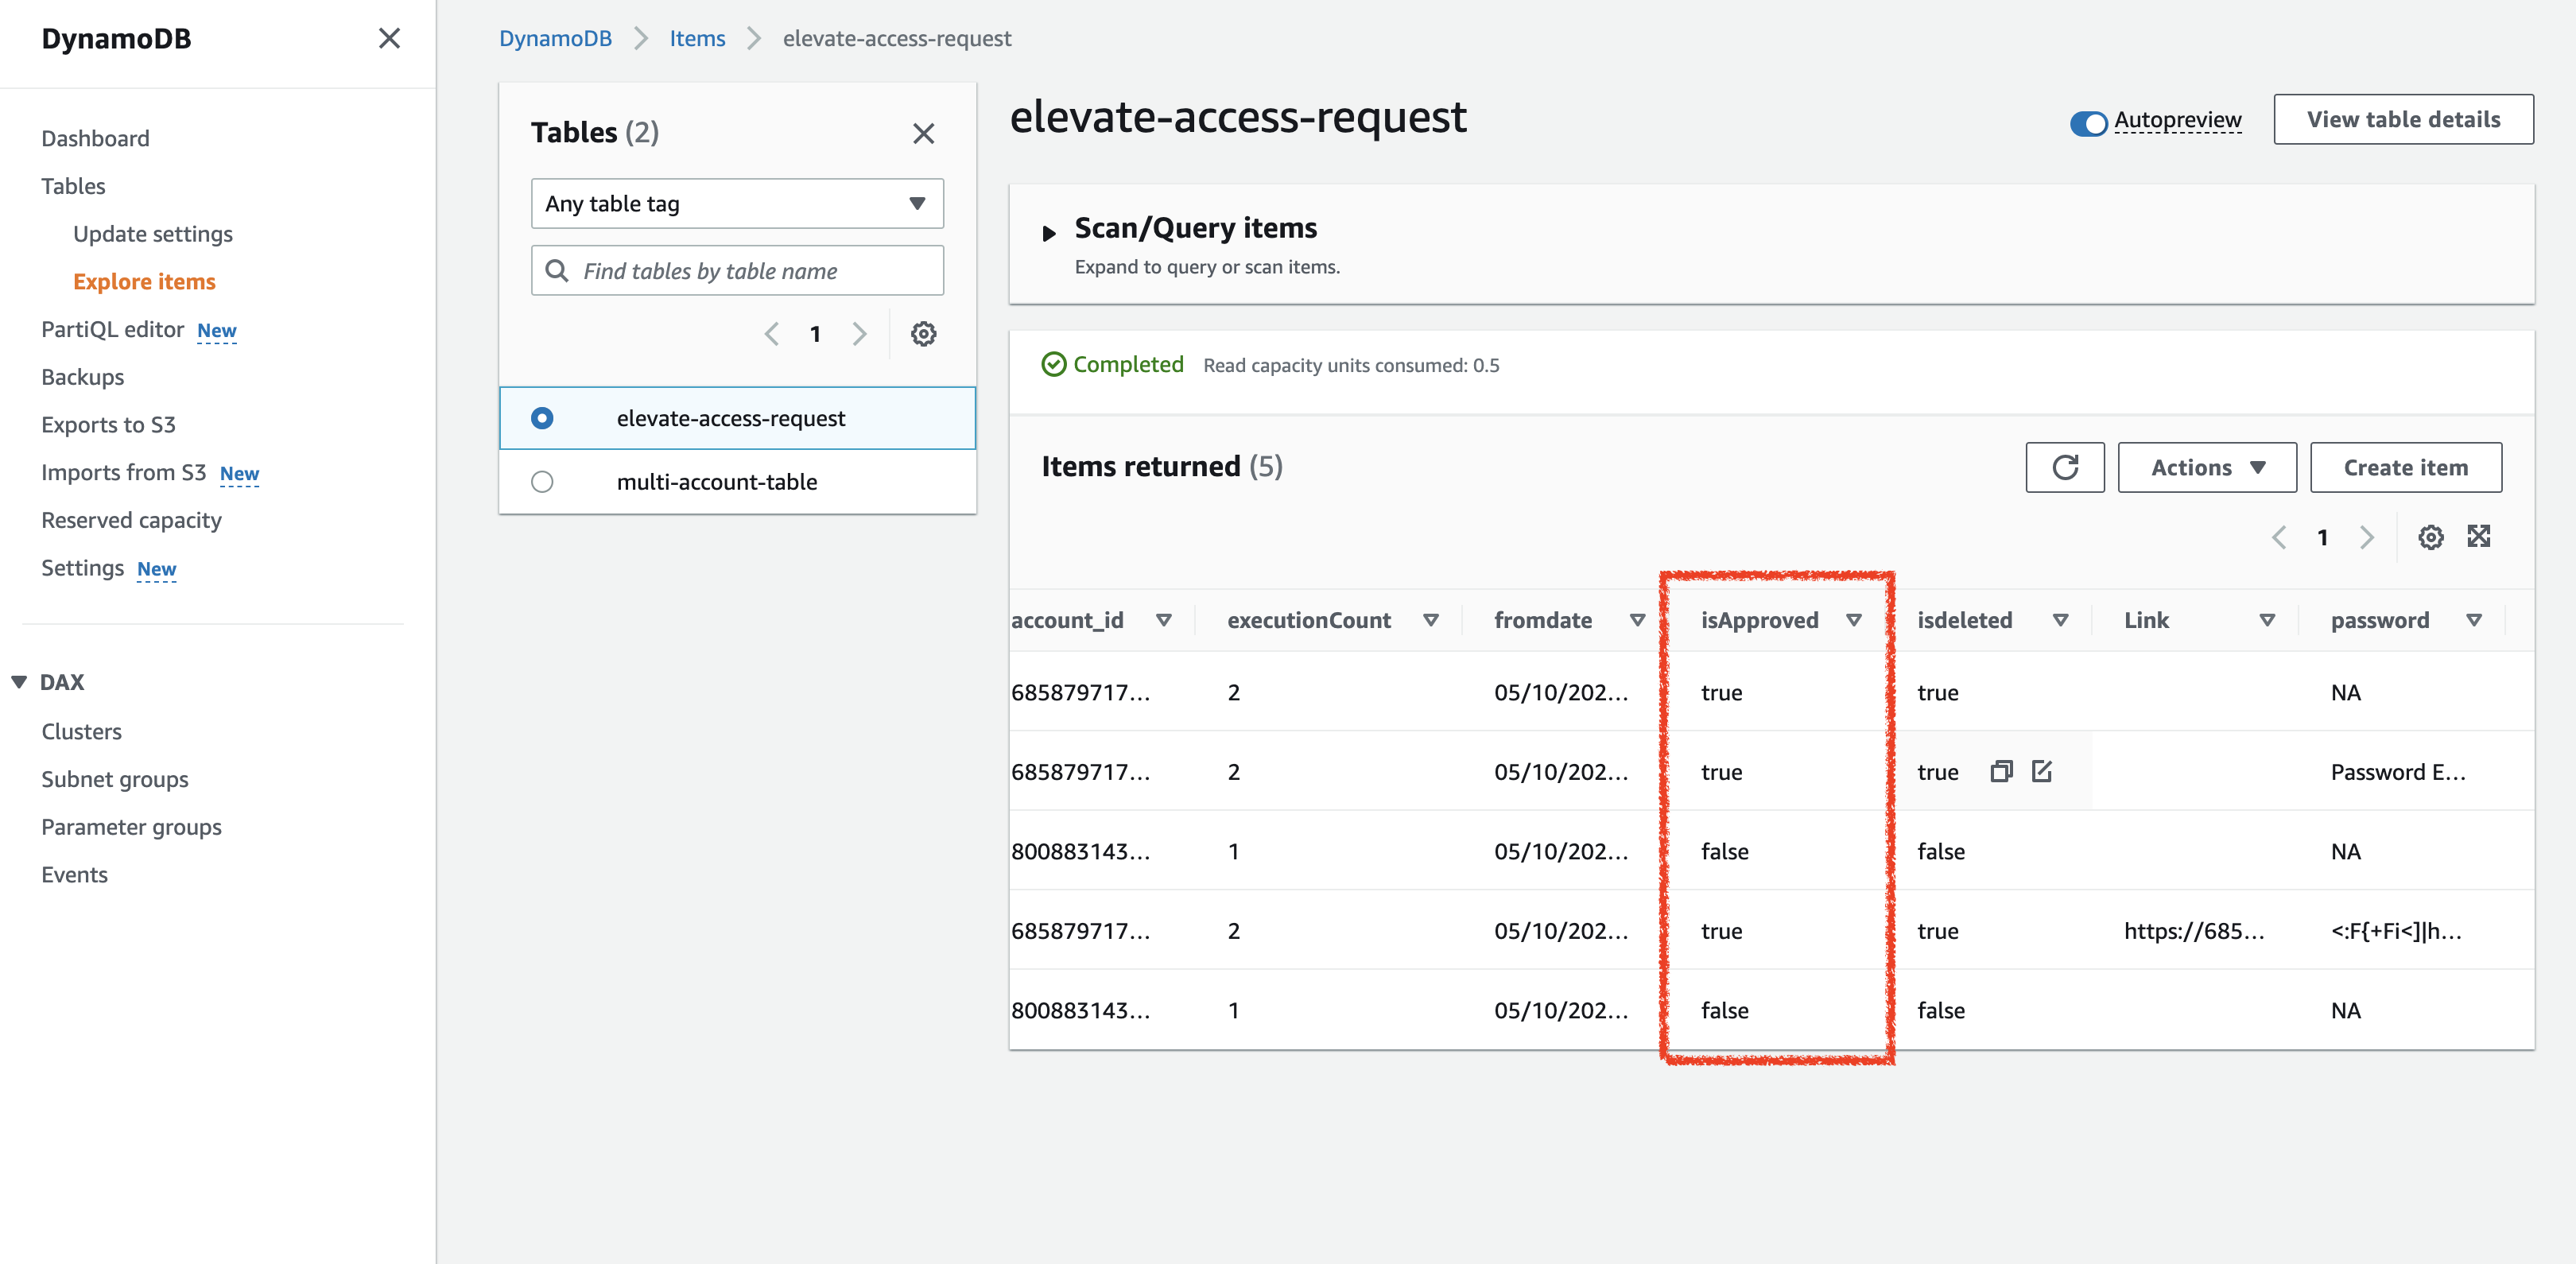 DynamoDB
Dashboard
Tables
Update settings
Explore items
PartiQL editor New
Backups
Exports to S3
Imports from S3 New
Reserved capacity
Settings New
DAX
Clusters
Subnet groups
Parameter groups
Events
DynamoDB Items elevate-access-request
Tables (2)
Any table tag
Find tables by table name
1
elevate-access-request
multi-account-table
elevate-access-request
Autopreview
View table details
Scan/Query items
Expand to query or scan items.
Completed Read capacity units consumed: 0.5
Items returned (5)
Actions
Create item
1
account_id executionCount fromdate isApproved isdeleted Link password
685879717... 2 05/10/202... true true NA
685879717... 2 05/10/202... true true Password E...
800883143... 1 05/10/202... false false NA
685879717... 2 05/10/202... true true https://685... <:F{+Fi<]|h...
800883143... 1 05/10/202... false false NA